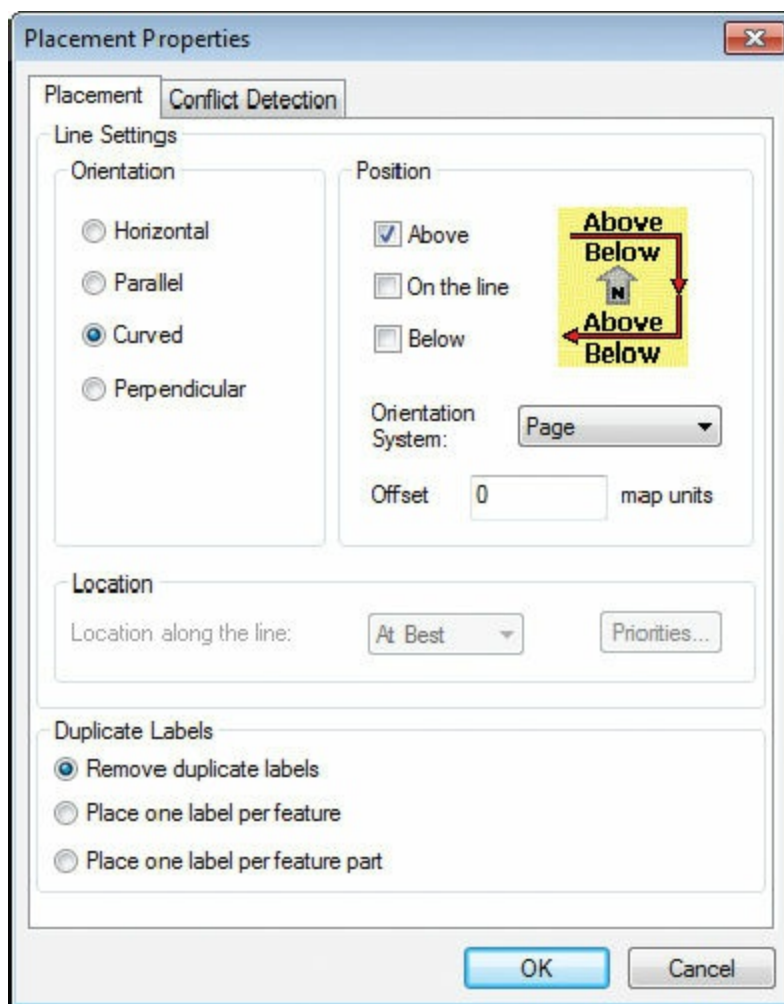 Placement Properties
Placement
Conflict Detection
Line Settings
Orientation
Horizontal
Parallel
Curved
Perpendicular
Position
Above
On the line
Below
Above
Below
N
Above
Below
Orientation
System:
Page
Offset 0 map units
Location
Location along the line: At Best Priorities...
Duplicate Labels
Remove duplicate labels
Place one label per feature
Place one label per feature part
OK Cancel